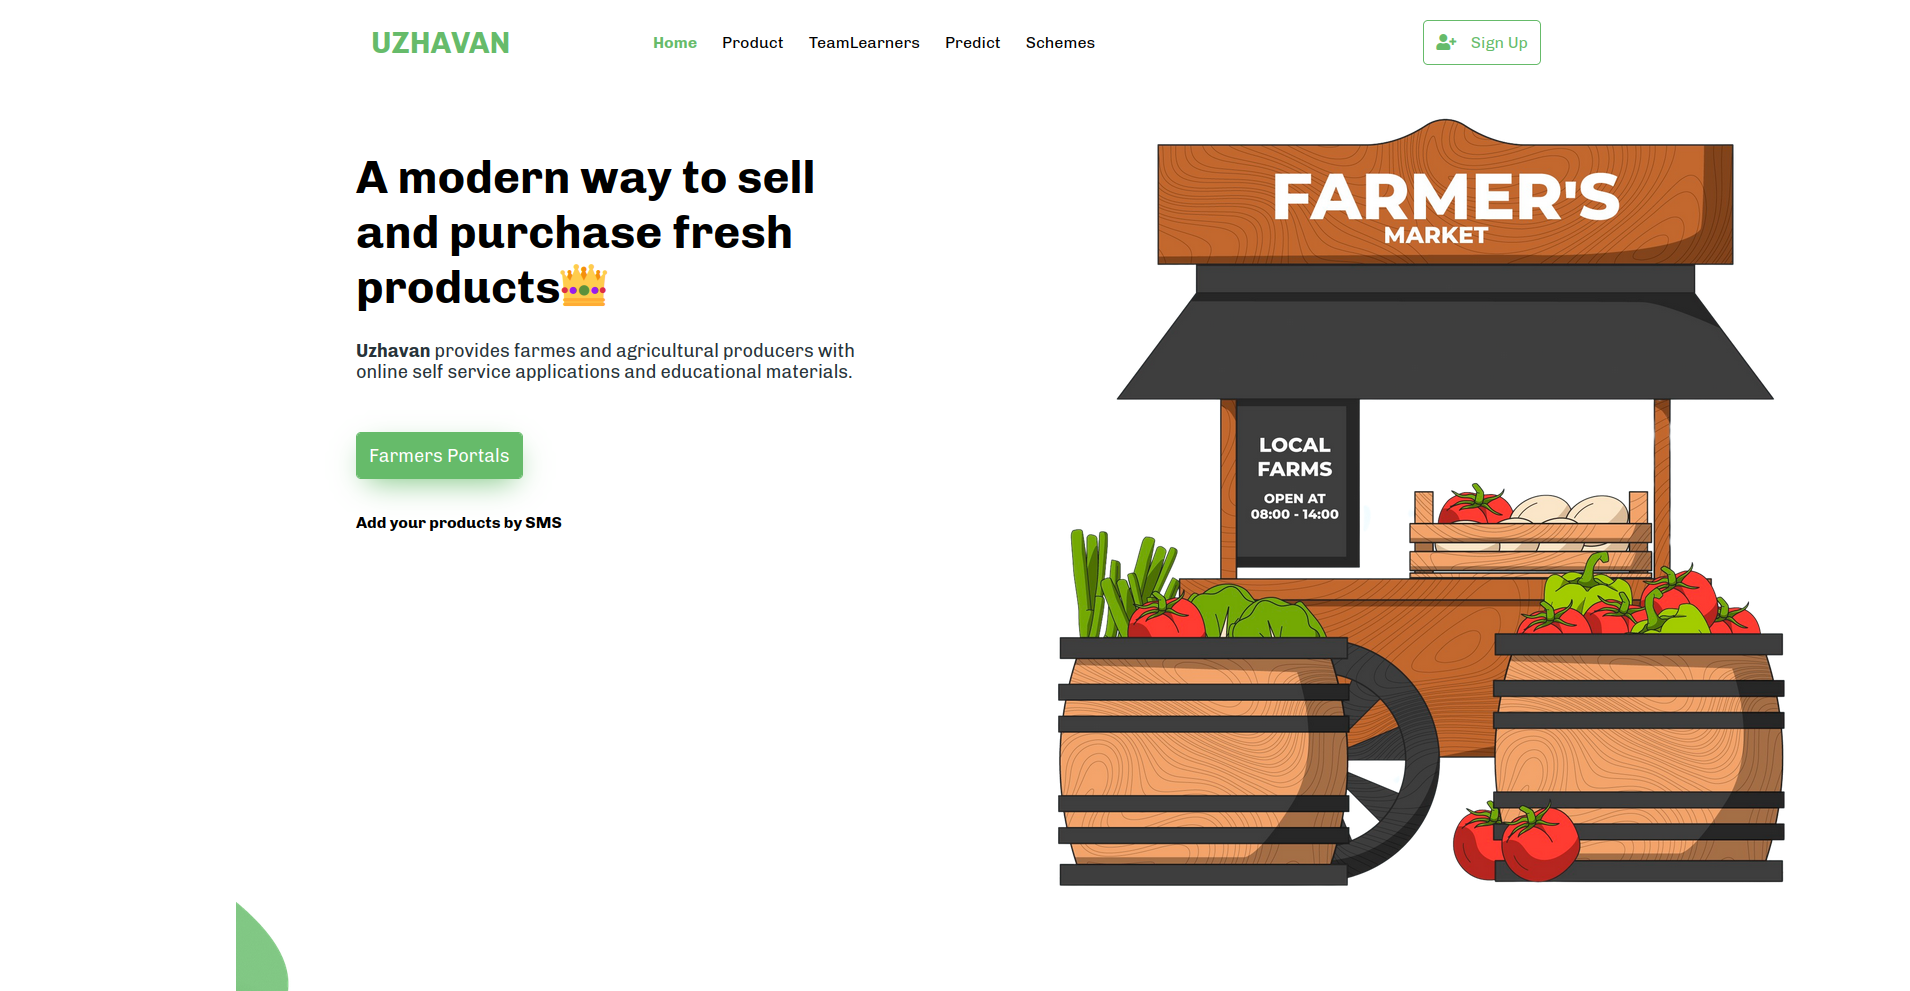 UZHAVAN
Home
Product
TeamLearners
Predict
Schemes
Sign Up
A modern way to sell
and purchase fresh
products👑
Uzhavan provides farmes and agricultural producers with
online self service applications and educational materials.
Farmers Portals
Add your products by SMS
FARMER'S
MARKET
LOCAL
FARMS
OPEN AT
08:00 - 14:00